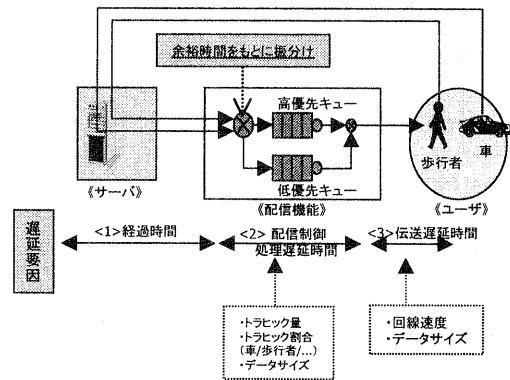 余裕時間をもとに振分け
高優先キュー
低優先キュー
《サーバ》
《配信機能》
歩行者
車
《ユーザ》
遅延要因
<1>経過時間
<2> 配信制御
処理遅延時間
<3>伝送遅延時間
・トラヒック量
・トラヒック割合
(車/歩行者/...)
・データサイズ
・回線速度
・データサイズ